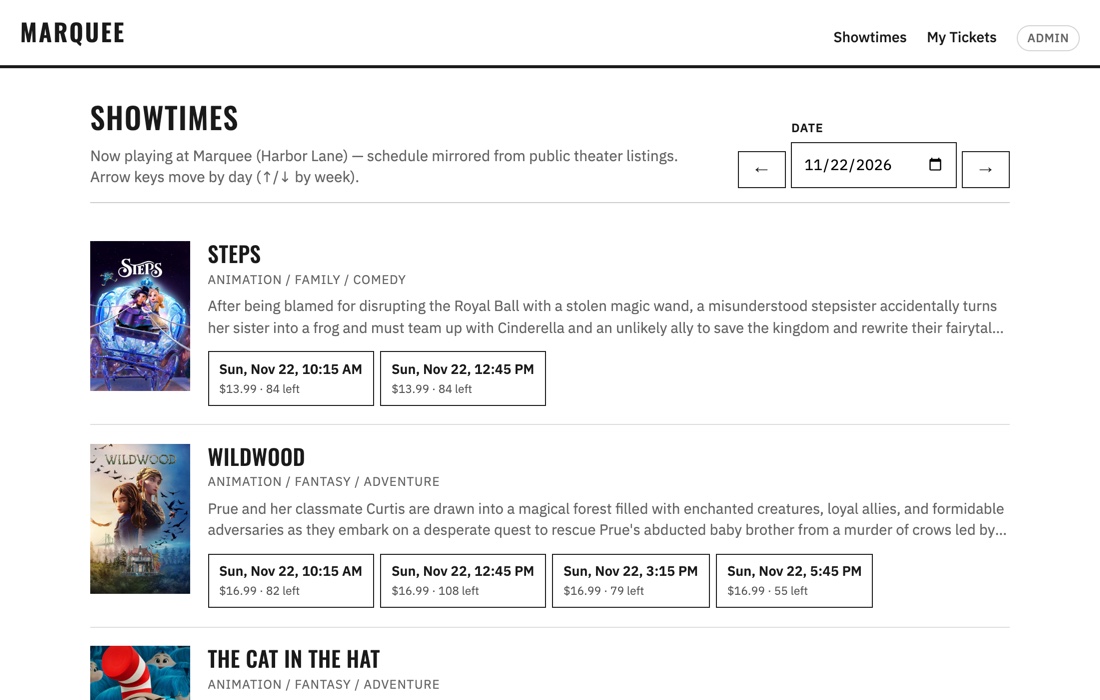 MARQUEE
Showtimes My Tickets ADMIN
SHOWTIMES
Now playing at Marquee (Harbor Lane) — schedule mirrored from public theater listings.
Arrow keys move by day (↑/↓ by week).
DATE
← 11/22/2026 →
STEPS
STEPS
ANIMATION / FAMILY / COMEDY
After being blamed for disrupting the Royal Ball with a stolen magic wand, a misunderstood stepsister accidentally turns
her sister into a frog and must team up with Cinderella and an unlikely ally to save the kingdom and rewrite their fairytal...
Sun, Nov 22, 10:15 AM Sun, Nov 22, 12:45 PM
$13.99 · 84 left $13.99 · 84 left
WILDWOOD
WILDWOOD
ANIMATION / FANTASY / ADVENTURE
Prue and her classmate Curtis are drawn into a magical forest filled with enchanted creatures, loyal allies, and formidable
adversaries as they embark on a desperate quest to rescue Prue's abducted baby brother from a murder of crows led by...
Sun, Nov 22, 10:15 AM Sun, Nov 22, 12:45 PM Sun, Nov 22, 3:15 PM Sun, Nov 22, 5:45 PM
$16.99 · 82 left $16.99 · 108 left $16.99 · 79 left $16.99 · 55 left
THE CAT IN THE HAT
ANIMATION / FANTASY / ADVENTURE